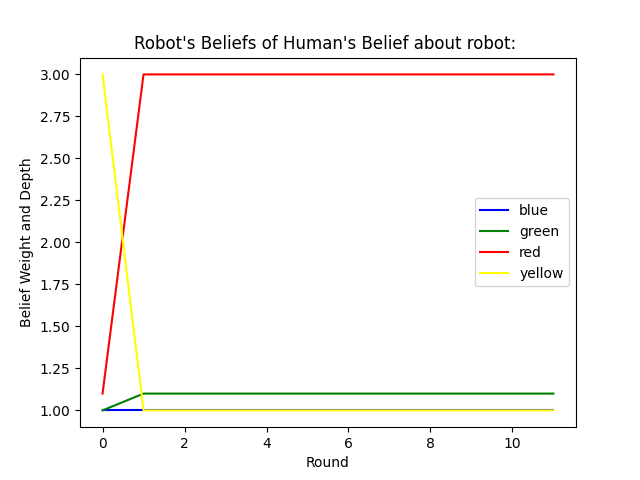 Robot's Beliefs of Human's Belief about robot:
Belief Weight and Depth
3.00
2.75
2.50
2.25
2.00
1.75
1.50
1.25
1.00
blue
green
red
yellow
0 2 4 6 8 10
Round